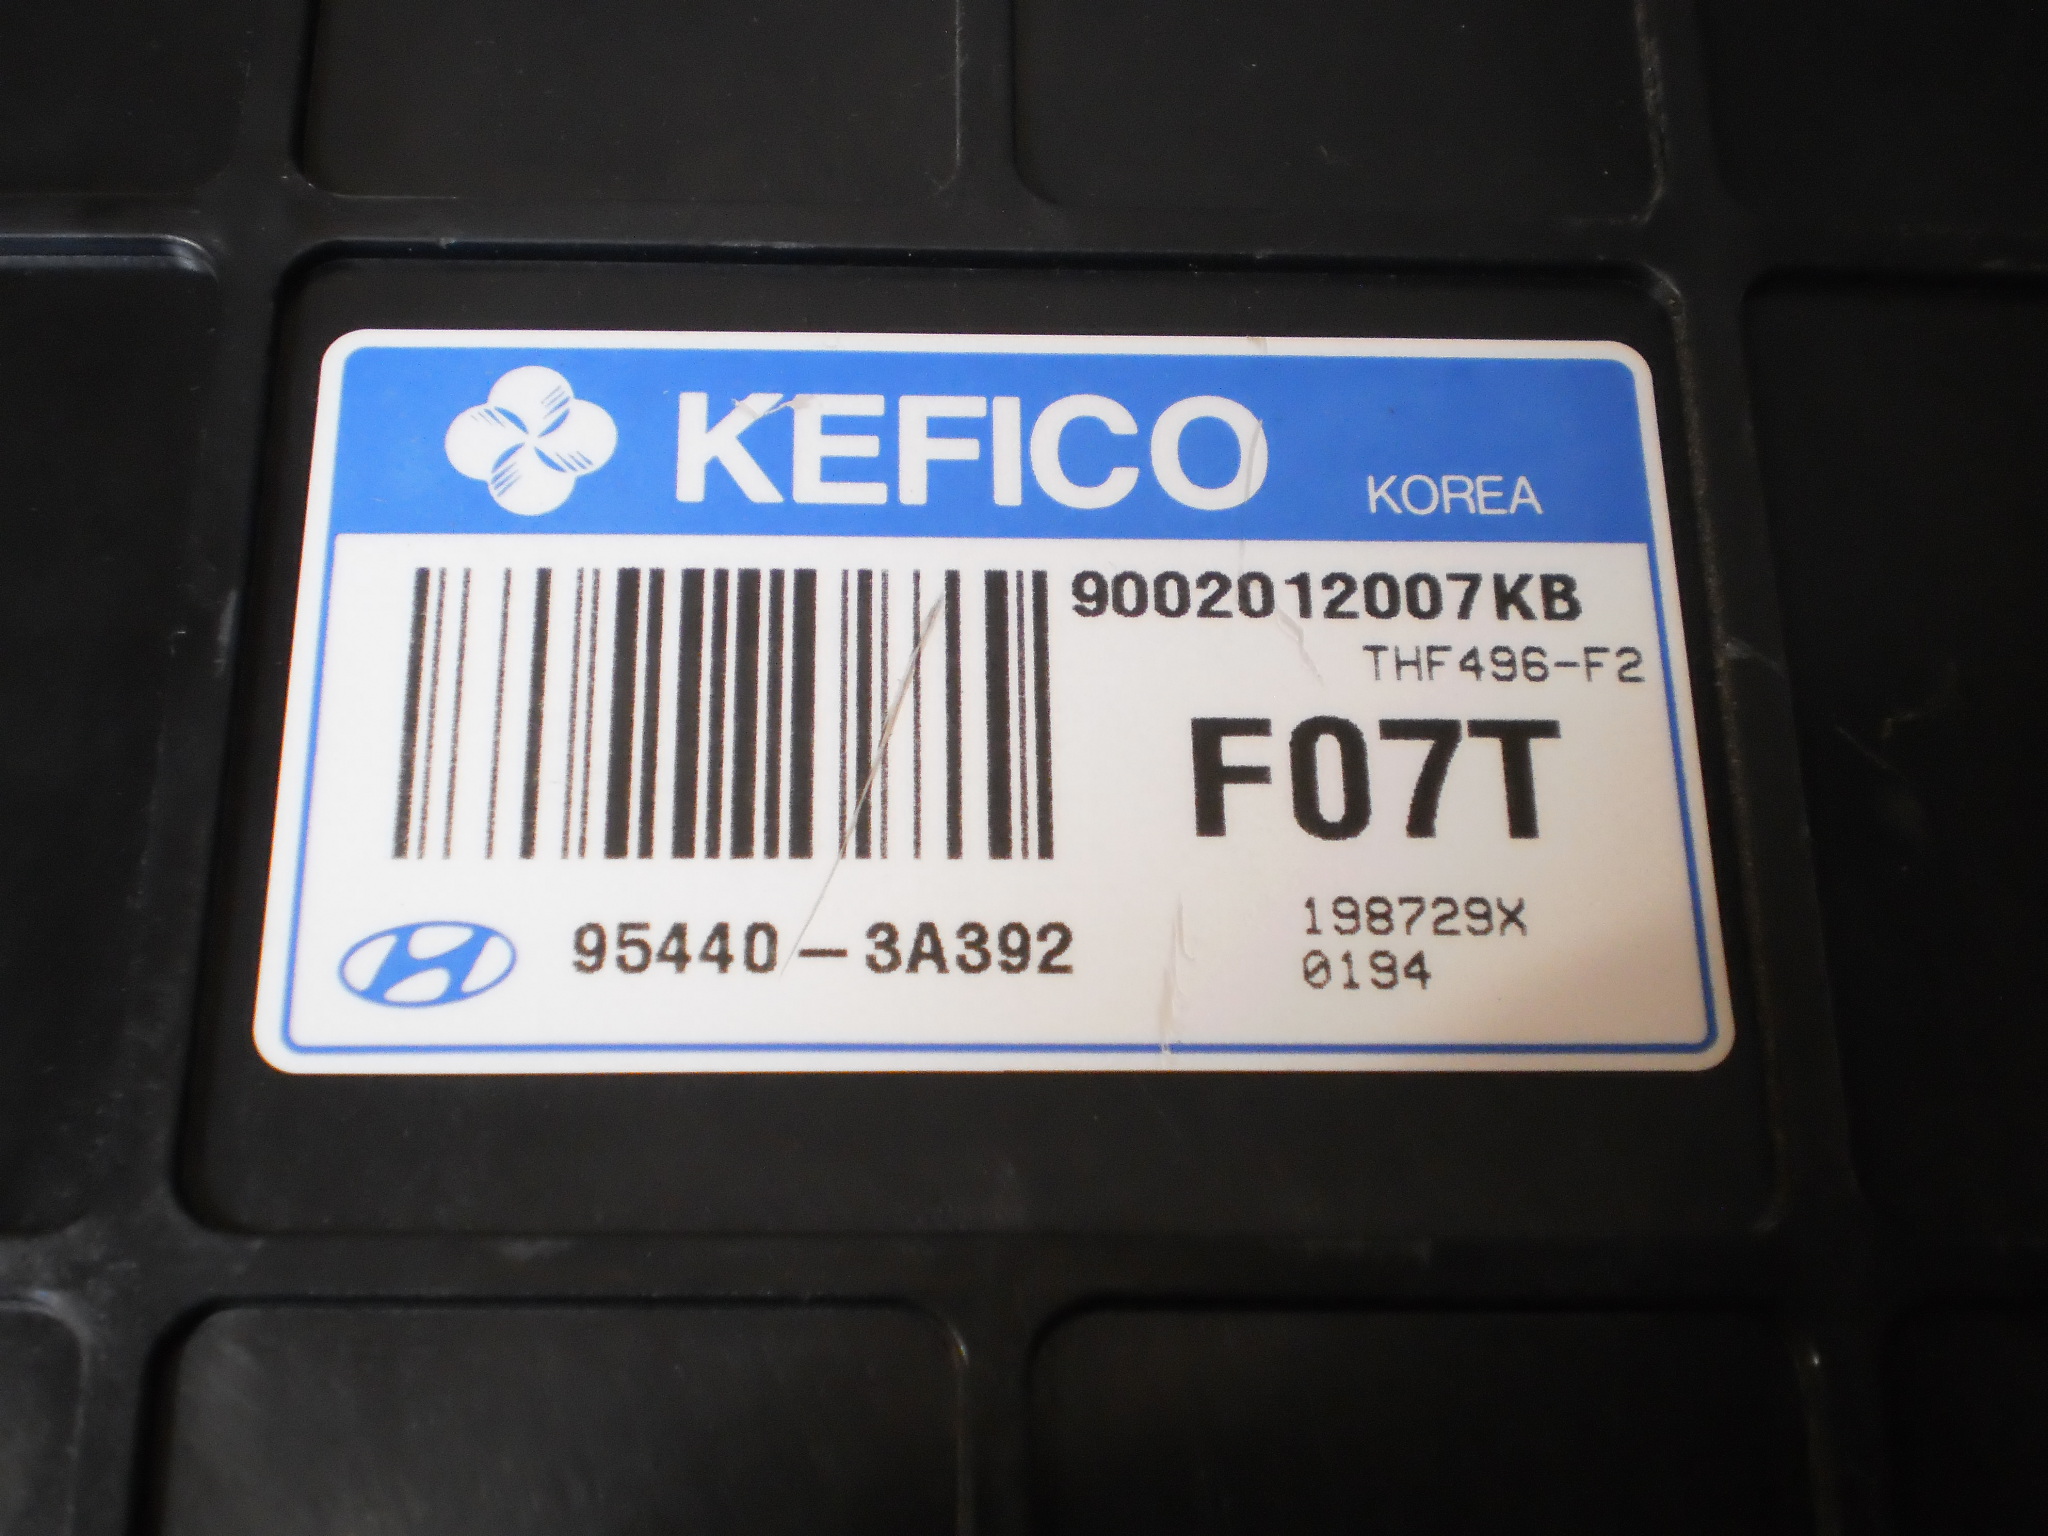 KEFICO KOREA
9002012007KB
THF496-F2
F07T
95440-3A392
198729X
0194